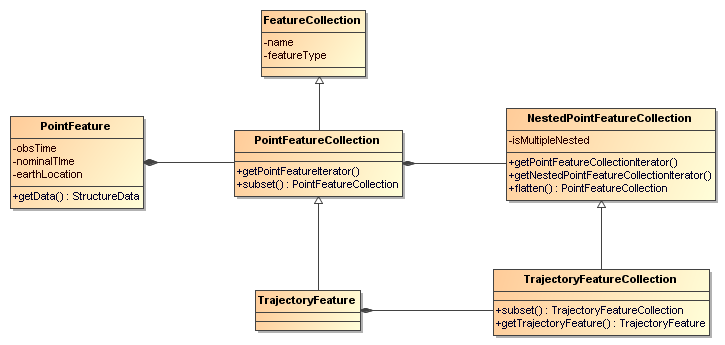 FeatureCollection
-name
-featureType
PointFeature
-obsTime
-nominalTIme
-earthLocation
+getData() : StructureData
PointFeatureCollection
+getPointFeatureIterator()
+subset() : PointFeatureCollection
NestedPointFeatureCollection
-isMultipleNested
+getPointFeatureCollectionIterator()
+getNestedPointFeatureCollectionIterator()
+flatten() : PointFeatureCollection
TrajectoryFeature
TrajectoryFeatureCollection
+subset() : TrajectoryFeatureCollection
+getTrajectoryFeature() : TrajectoryFeature